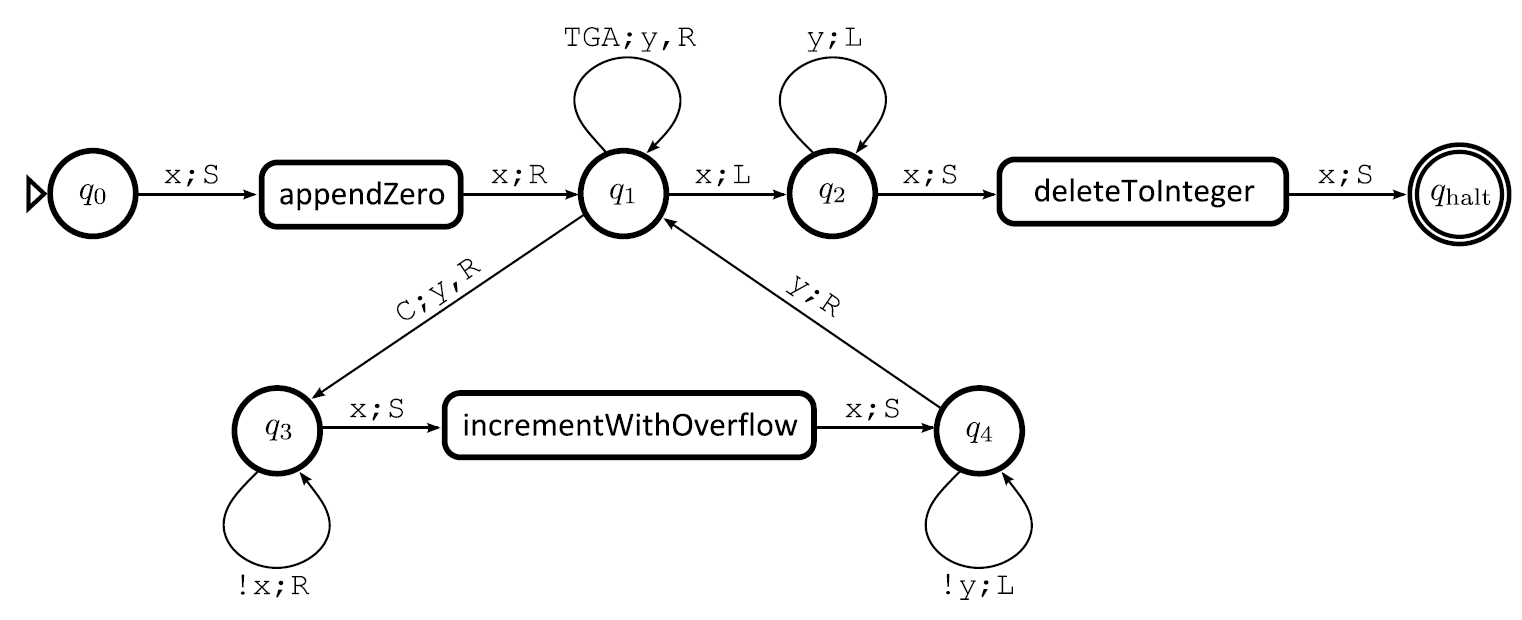 TGA;y,R y;L
q0 x;S appendZero x;R q1 x;L q2 x;S deleteToInteger x;S qhalt
C;y,R y;R
q3 x;S incrementWithOverflow x;S q4
!x;R !y;L